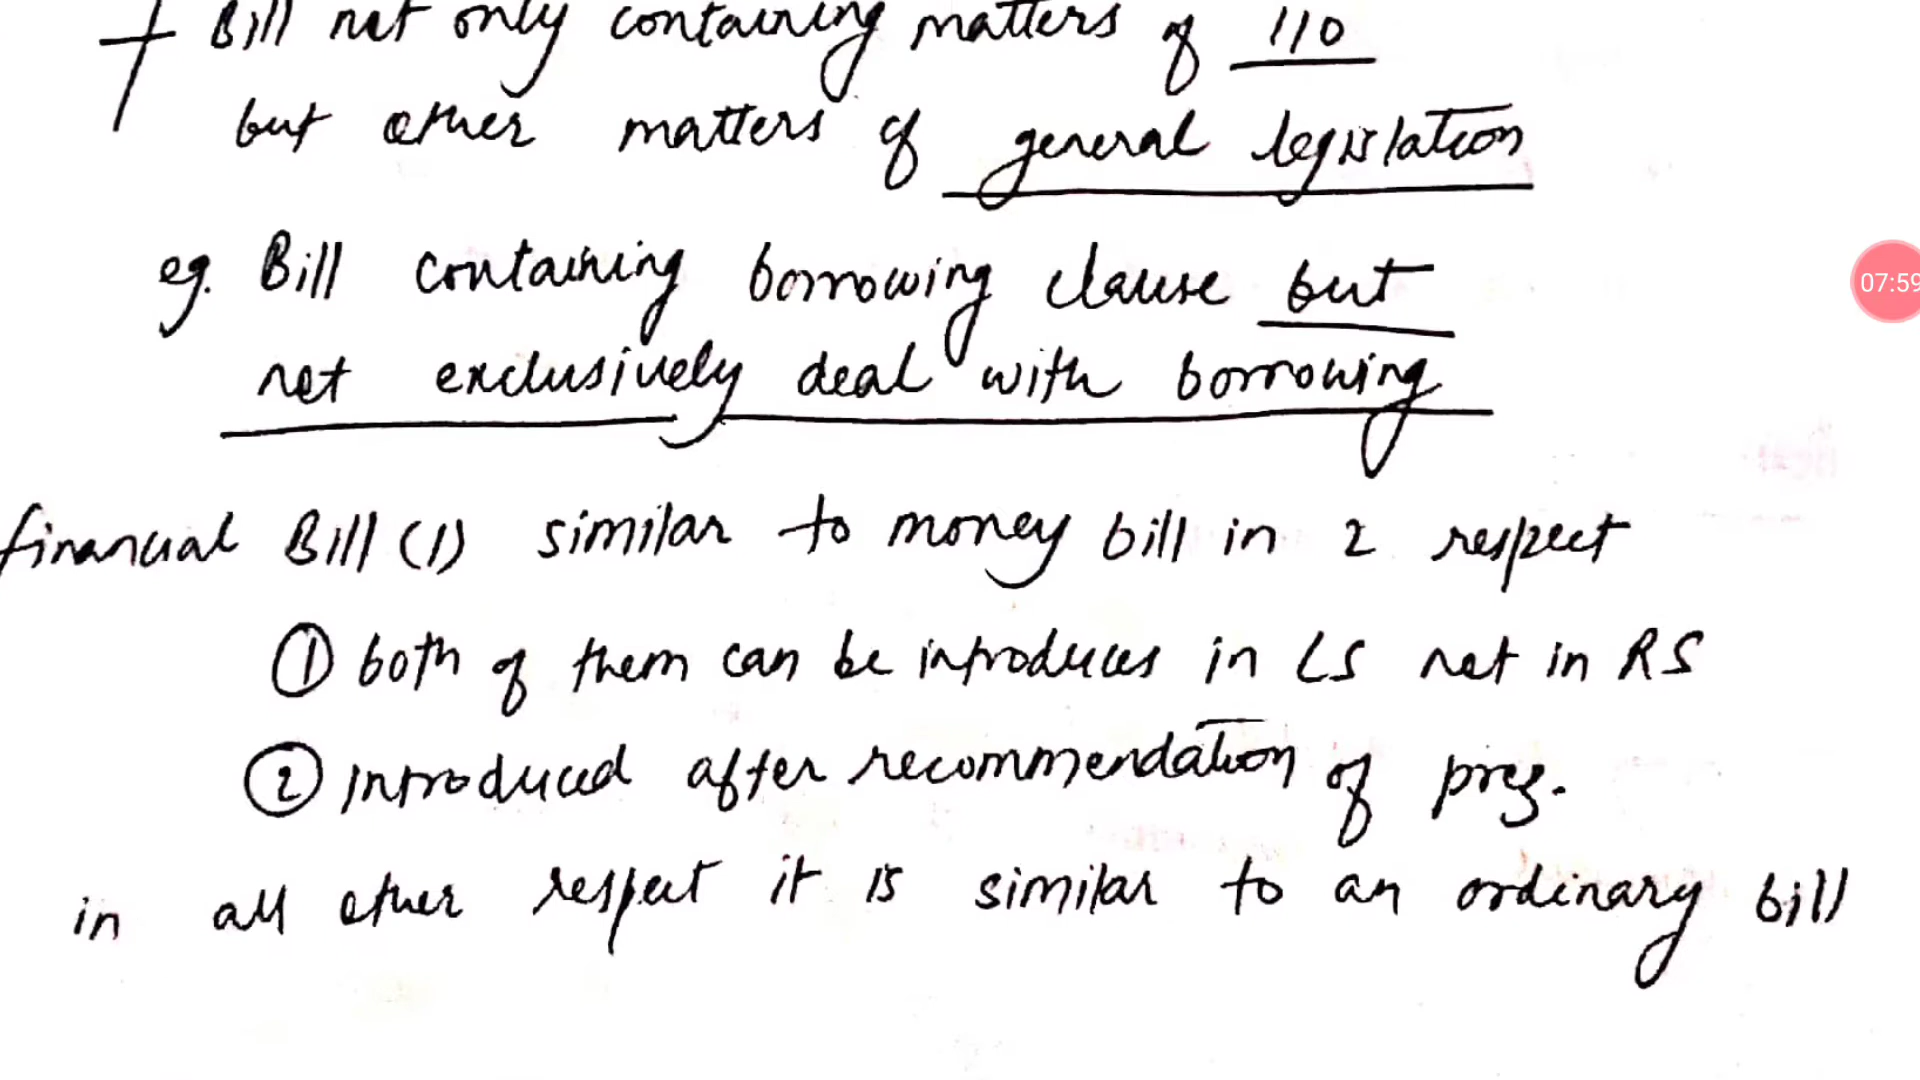 Bill not only containing matters of 110
but other matters of general legislation
eg. Bill containing borrowing clause but
not exclusively deal with borrowing
07:59
financial Bill (1) similar to money bill in 2 respect
① both of them can be introduces in LS not in RS
② introduced after recommendation of prez.
in all other respect it is similar to an ordinary bill